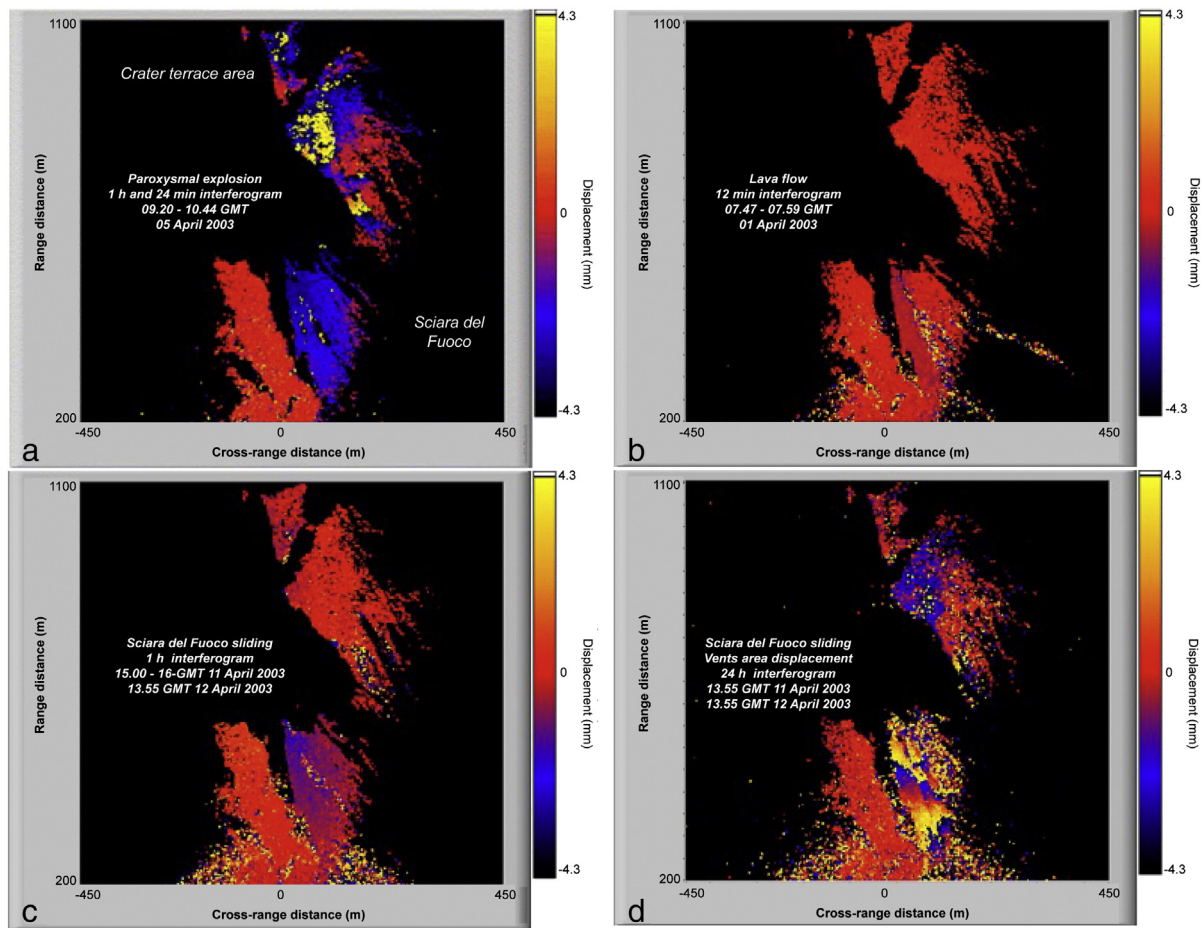 1100
Crater terrace area
Paroxysmal explosion
1 h and 24 min interferogram
09.20 - 10.44 GMT
05 April 2003
Sciara del
Fuoco
Range distance (m)
200
-450
0
450
Cross-range distance (m)
4.3
0
-4.3
Displacement (mm)
a
1100
Lava flow
12 min interferogram
07.47 - 07.59 GMT
01 April 2003
Range distance (m)
200
-450
0
450
Cross-range distance (m)
4.3
0
-4.3
Displacement (mm)
b
1100
Sciara del Fuoco sliding
1 h interferogram
15.00 - 16-GMT 11 April 2003
13.55 GMT 12 April 2003
Range distance (m)
200
-450
0
450
Cross-range distance (m)
4.3
0
-4.3
Displacement (mm)
c
1100
Sciara del Fuoco sliding
Vents area displacement
24 h interferogram
13.55 GMT 11 April 2003
13.55 GMT 12 April 2003
Range distance (m)
200
-450
0
450
Cross-range distance (m)
4.3
0
-4.3
Displacement (mm)
d